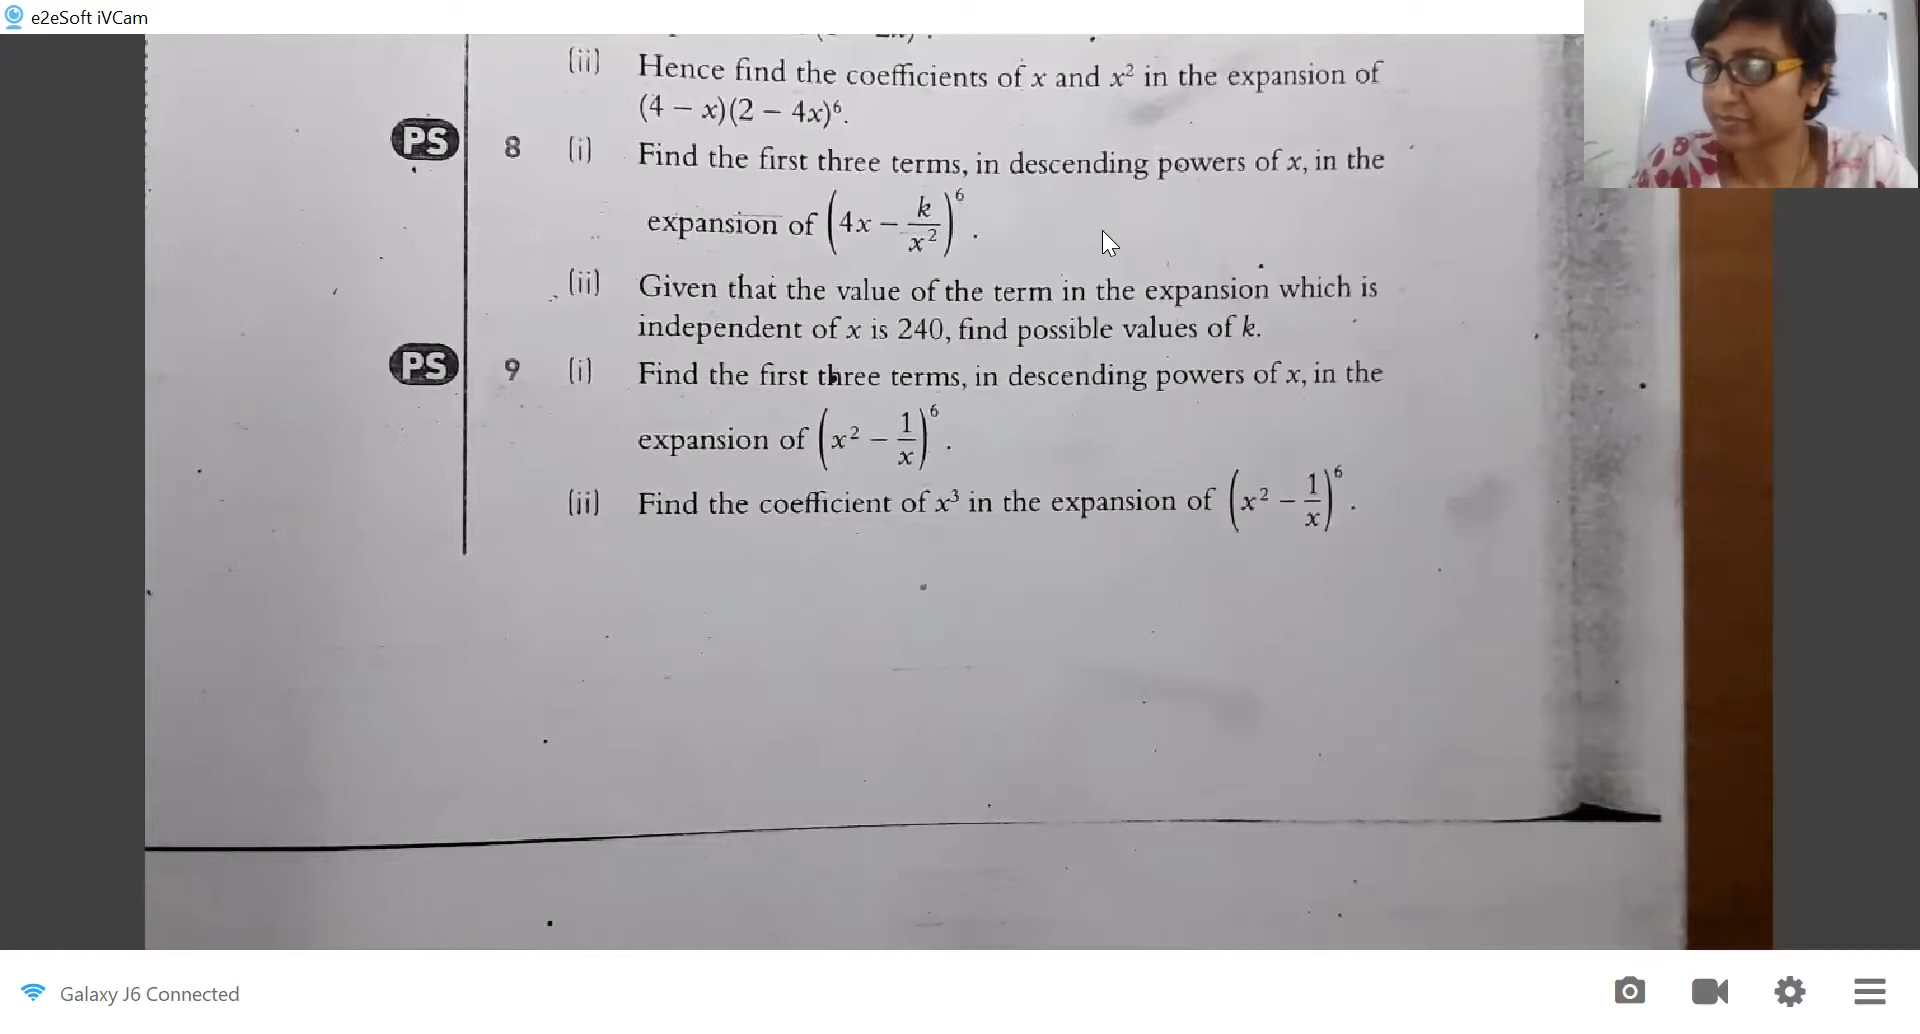 e2eSoft iVCam
(ii) Hence find the coefficients of x and x² in the expansion of
(4 – x)(2 – 4x)⁶.
PS 8 (i) Find the first three terms, in descending powers of x, in the
expansion of (4x – k/x²)⁶.
(ii) Given that the value of the term in the expansion which is
independent of x is 240, find possible values of k.
PS 9 (i) Find the first three terms, in descending powers of x, in the
expansion of (x² – 1/x)⁶.
(ii) Find the coefficient of x³ in the expansion of (x² – 1/x)⁶.
Galaxy J6 Connected